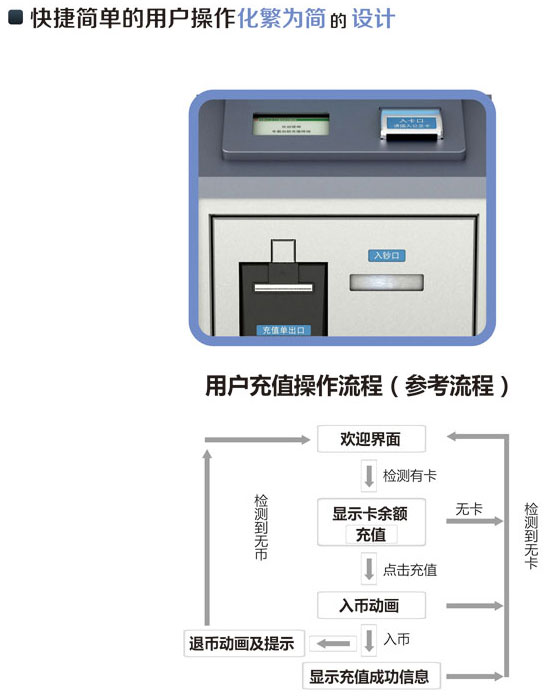 快捷简单的用户操作化繁为简的设计
入卡口
入钞口
充值单出口
用户充值操作流程（参考流程）
欢迎界面
检测有卡
显示卡余额
充值
无卡
检测到无币
检测到无卡
点击充值
入币动画
入币
退币动画及提示
显示充值成功信息